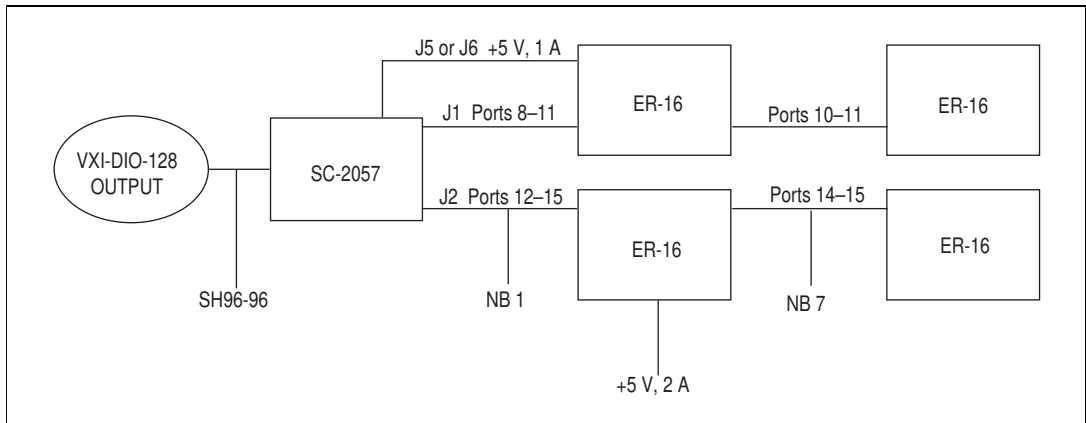 J5 or J6 +5 V, 1 A
ER-16
ER-16
J1 Ports 8–11
Ports 10–11
VXI-DIO-128
OUTPUT
SC-2057
J2 Ports 12–15
Ports 14–15
ER-16
ER-16
SH96-96
NB 1
NB 7
+5 V, 2 A